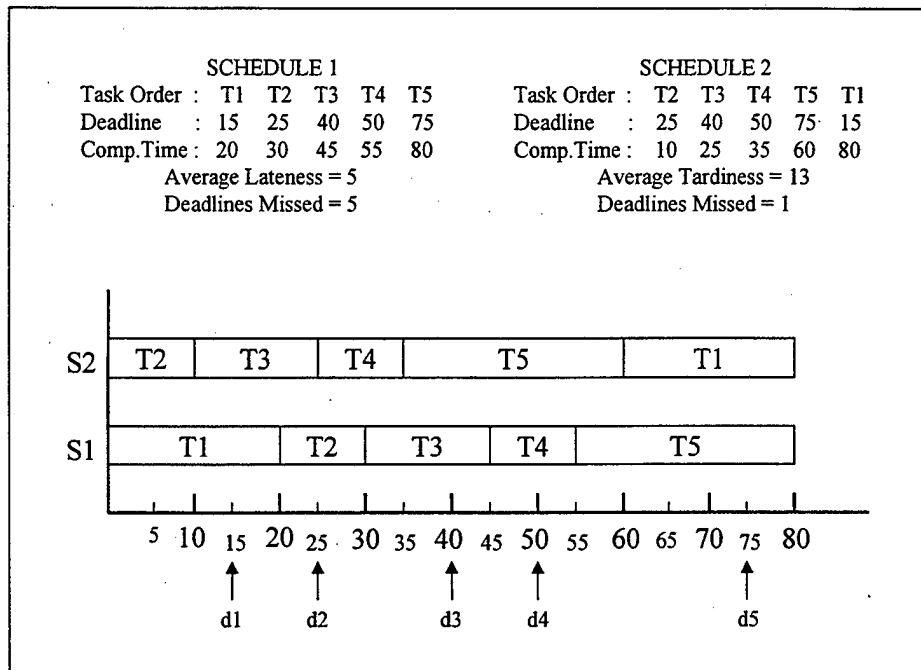 SCHEDULE 1
Task Order : T1 T2 T3 T4 T5
Deadline : 15 25 40 50 75
Comp.Time : 20 30 45 55 80
Average Lateness = 5
Deadlines Missed = 5
SCHEDULE 2
Task Order : T2 T3 T4 T5 T1
Deadline : 25 40 50 75 15
Comp.Time : 10 25 35 60 80
Average Tardiness = 13
Deadlines Missed = 1
S2 T2 T3 T4 T5 T1
S1 T1 T2 T3 T4 T5
5 10 15 20 25 30 35 40 45 50 55 60 65 70 75 80
d1 d2 d3 d4 d5